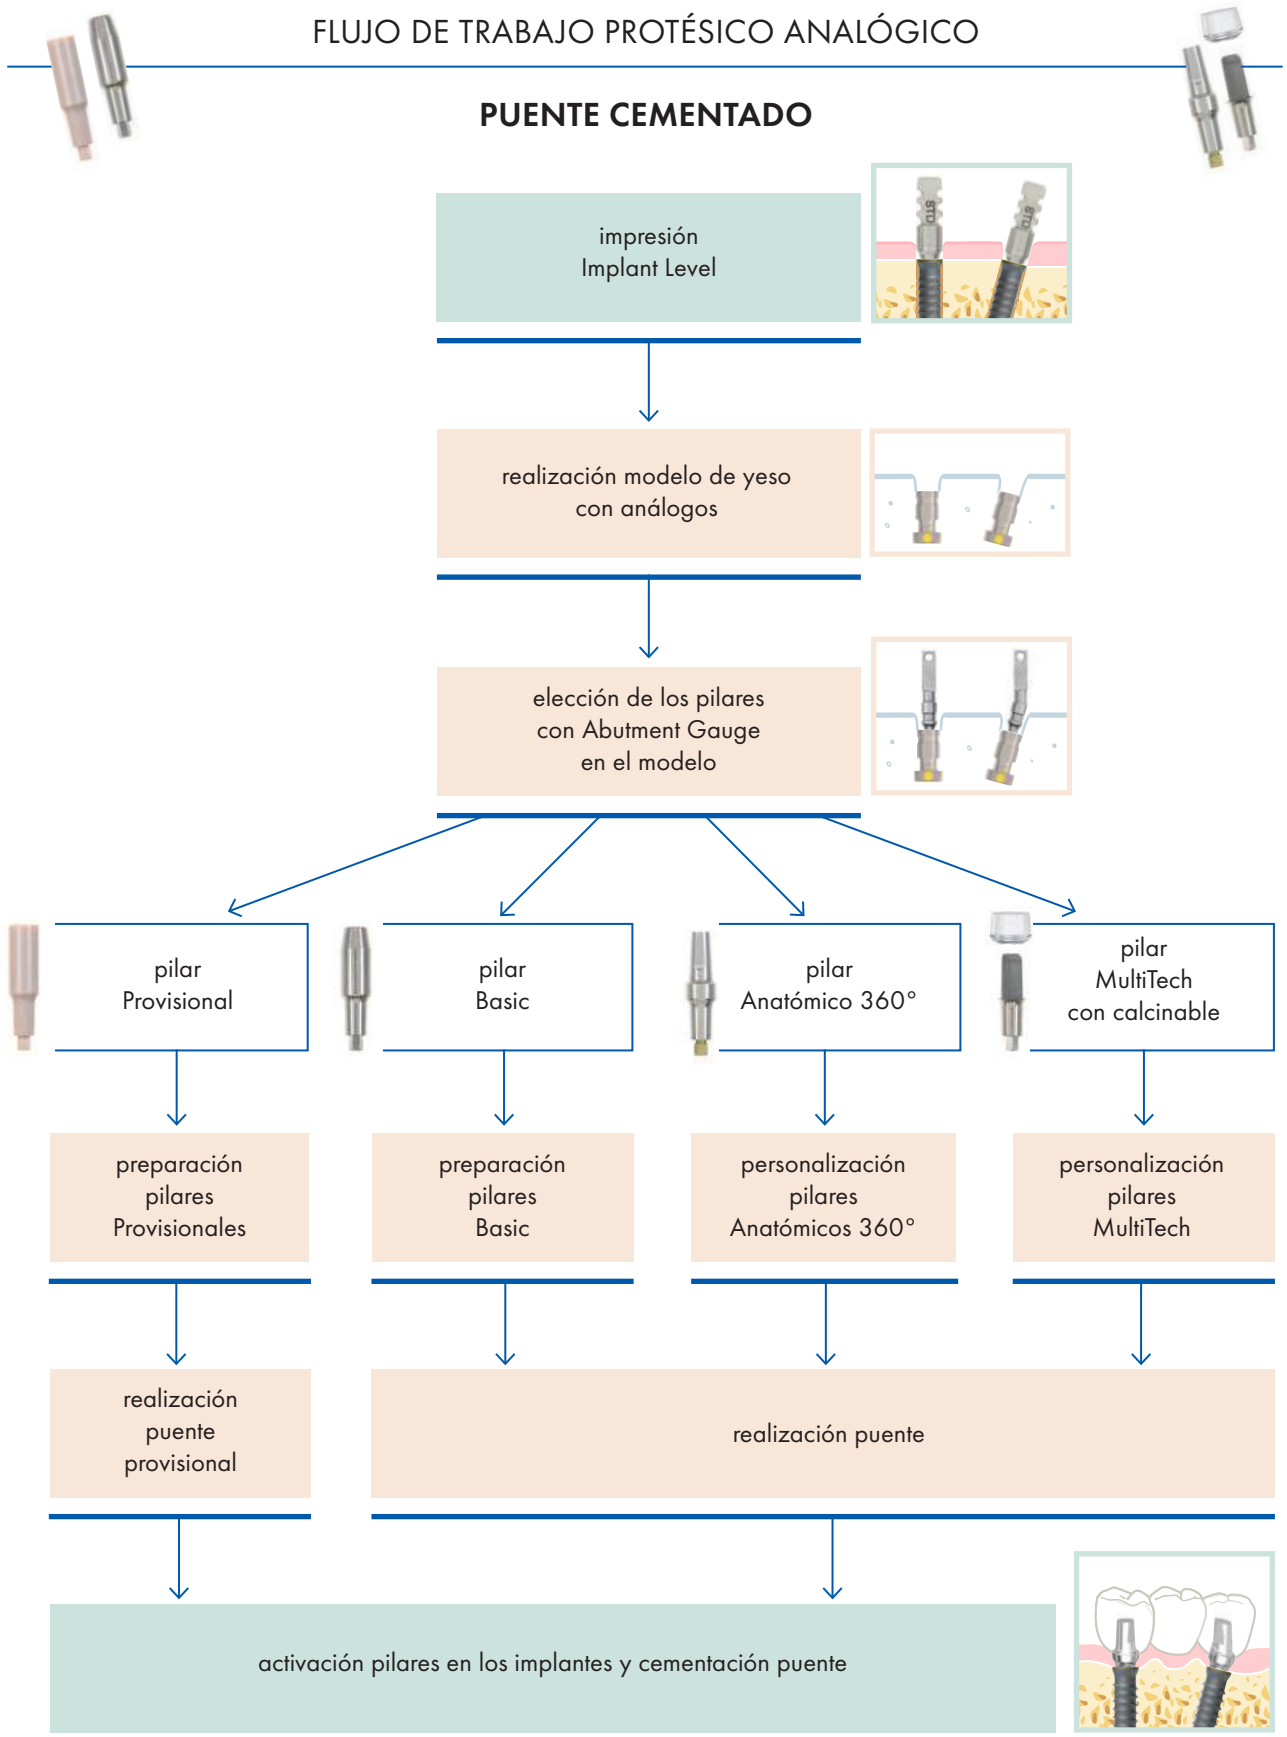 FLUJO DE TRABAJO PROTÉSICO ANALÓGICO
PUENTE CEMENTADO
impresión
Implant Level
STD
STD
realización modelo de yeso
con análogos
elección de los pilares
con Abutment Gauge
en el modelo
pilar
Provisional
pilar
Basic
pilar
Anatómico 360°
pilar
MultiTech
con calcinable
preparación
pilares
Provisionales
preparación
pilares
Basic
personalización
pilares
Anatómicos 360°
personalización
pilares
MultiTech
realización
puente
provisional
realización puente
activación pilares en los implantes y cementación puente